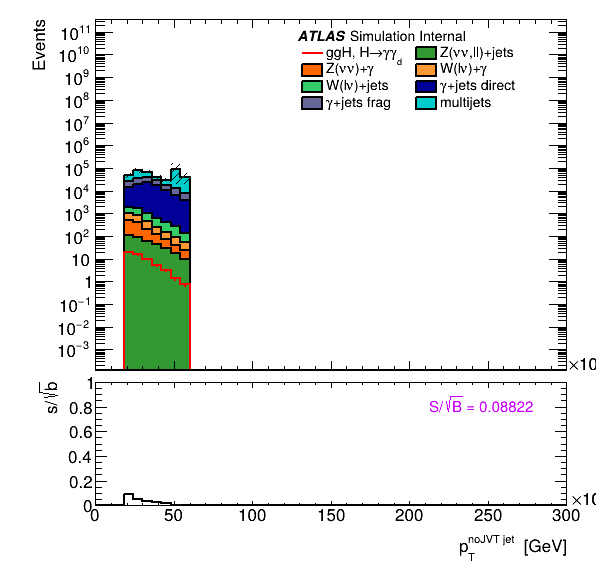 Events
ATLAS Simulation Internal
ggH, H→γγ_d
Z(νν,ll)+jets
Z(νν)+γ
W(lν)+γ
W(lν)+jets
γ+jets direct
γ+jets frag
multijets
10^11
10^10
10^9
10^8
10^7
10^6
10^5
10^4
10^3
10^2
10
1
10^−1
10^−2
10^−3
×10
s/√b
1
0.8
0.6
0.4
0.2
0
S/√B = 0.08822
×10
0 50 100 150 200 250 300
p_T^noJVT jet [GeV]